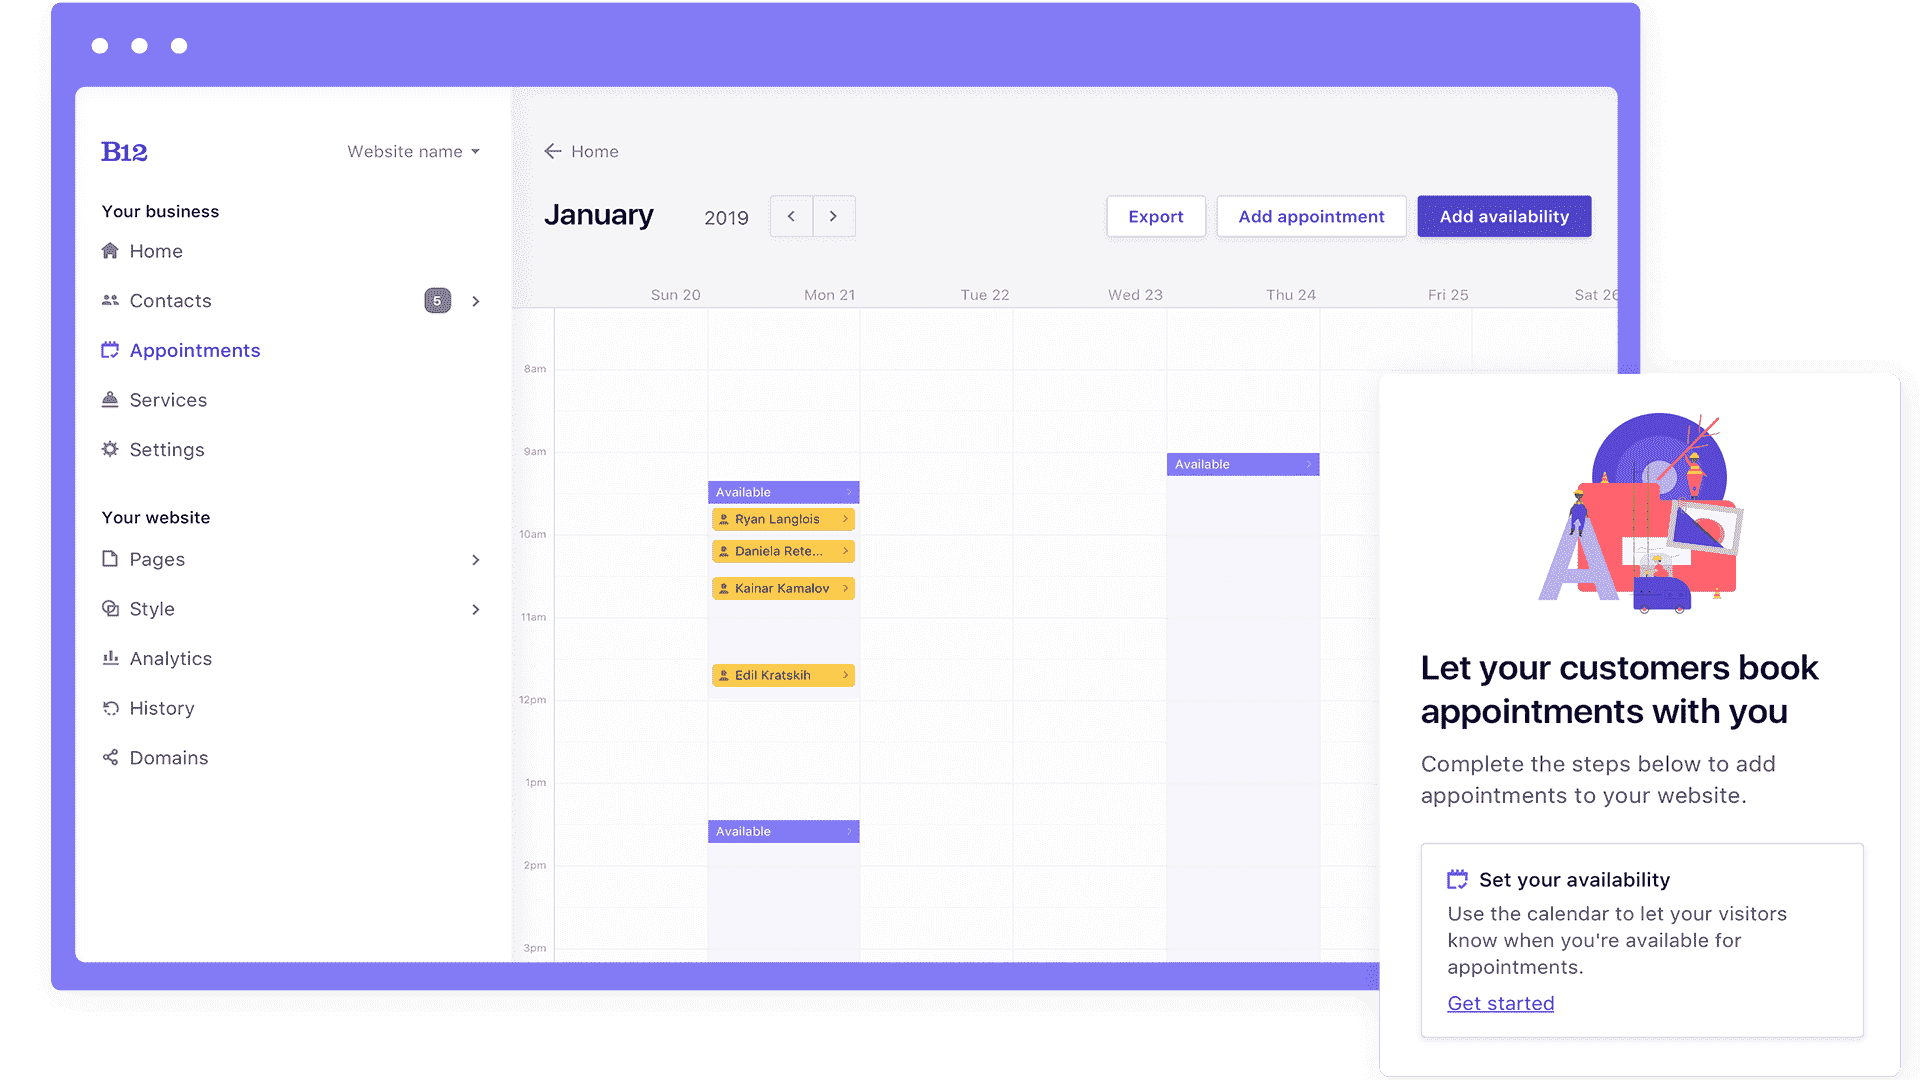 B12
Website name
Your business
Home
Contacts
5
Appointments
Services
Settings
Your website
Pages
Style
Analytics
History
Domains
Home
January 2019
Export
Add appointment
Add availability
Sun 20 Mon 21 Tue 22 Wed 23 Thu 24 Fri 25 Sat 26
8am
9am
10am
11am
12pm
1pm
2pm
3pm
Available
Ryan Langlois
Daniela Rete...
Kainar Kamalov
Edil Kratskih
Available
Available
Let your customers book
appointments with you
Complete the steps below to add
appointments to your website.
Set your availability
Use the calendar to let your visitors
know when you're available for
appointments.
Get started